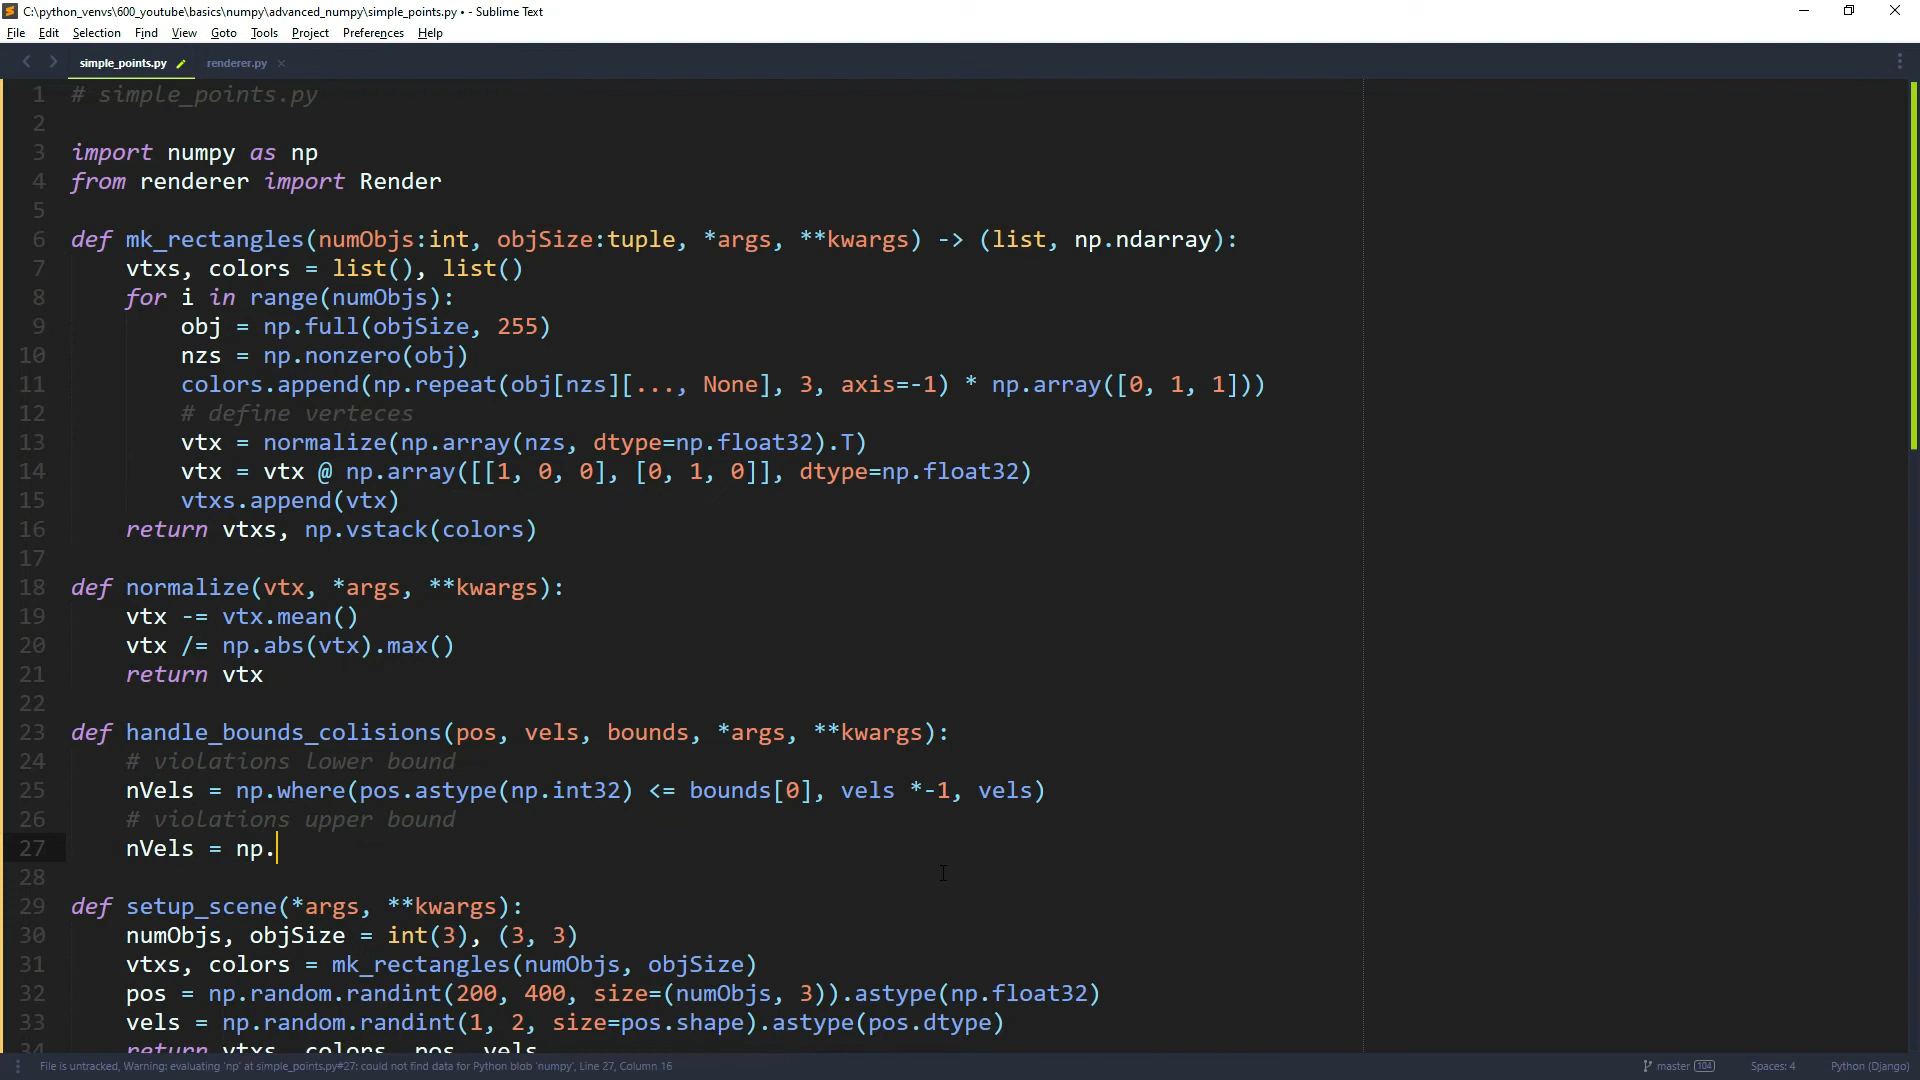 C:\python_venvs\600_youtube\basics\numpy\advanced_numpy\simple_points.py • - Sublime Text
File Edit Selection Find View Goto Tools Project Preferences Help
simple_points.py renderer.py
1 # simple_points.py
2
3 import numpy as np
4 from renderer import Render
5
6 def mk_rectangles(numObjs:int, objSize:tuple, *args, **kwargs) -> (list, np.ndarray):
7     vtxs, colors = list(), list()
8     for i in range(numObjs):
9         obj = np.full(objSize, 255)
10         nzs = np.nonzero(obj)
11         colors.append(np.repeat(obj[nzs][..., None], 3, axis=-1) * np.array([0, 1, 1]))
12         # define verteces
13         vtx = normalize(np.array(nzs, dtype=np.float32).T)
14         vtx = vtx @ np.array([[1, 0, 0], [0, 1, 0]], dtype=np.float32)
15         vtxs.append(vtx)
16     return vtxs, np.vstack(colors)
17
18 def normalize(vtx, *args, **kwargs):
19     vtx -= vtx.mean()
20     vtx /= np.abs(vtx).max()
21     return vtx
22
23 def handle_bounds_colisions(pos, vels, bounds, *args, **kwargs):
24     # violations lower bound
25     nVels = np.where(pos.astype(np.int32) <= bounds[0], vels *-1, vels)
26     # violations upper bound
27     nVels = np.
28
29 def setup_scene(*args, **kwargs):
30     numObjs, objSize = int(3), (3, 3)
31     vtxs, colors = mk_rectangles(numObjs, objSize)
32     pos = np.random.randint(200, 400, size=(numObjs, 3)).astype(np.float32)
33     vels = np.random.randint(1, 2, size=pos.shape).astype(pos.dtype)
34     return vtxs, colors, pos, vels
File is untracked, Warning: evaluating 'np' at simple_points.py#27: could not find data for Python blob 'numpy', Line 27, Column 16 master 104 Spaces: 4 Python (Django)